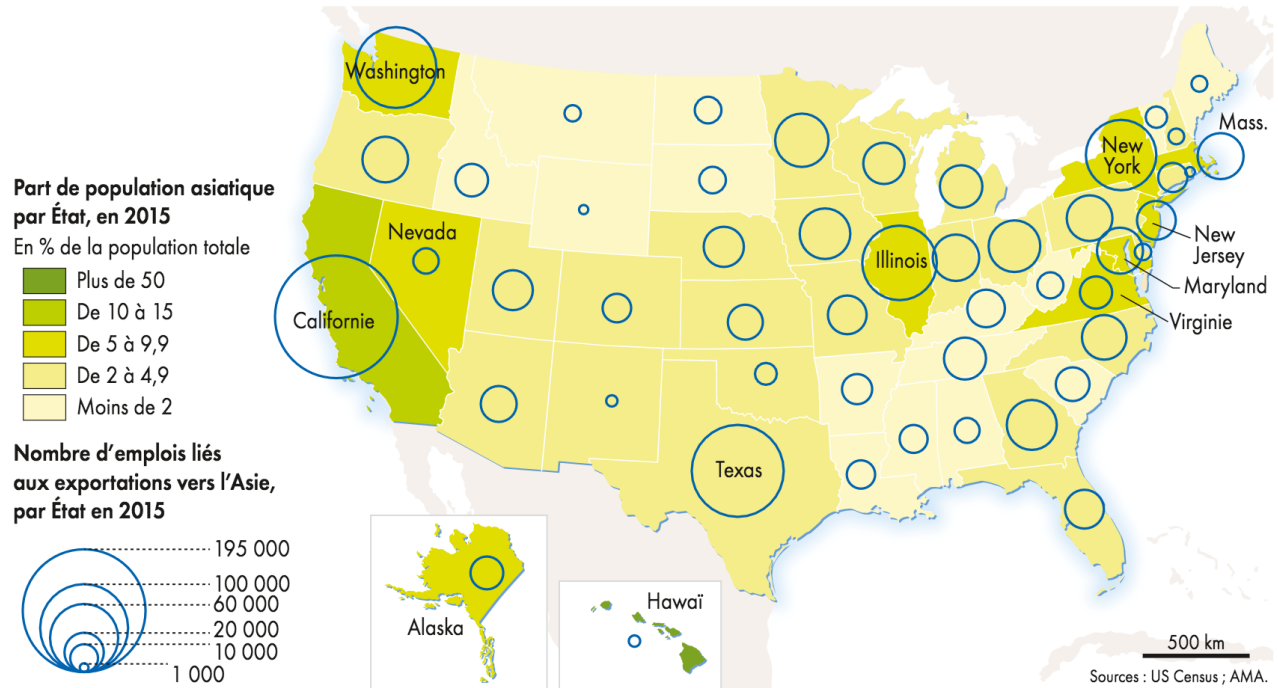 Part de population asiatique
par État, en 2015
En % de la population totale
Plus de 50
De 10 à 15
De 5 à 9,9
De 2 à 4,9
Moins de 2
Nombre d’emplois liés
aux exportations vers l’Asie,
par État en 2015
195 000
100 000
60 000
20 000
10 000
1 000
Washington
Nevada
Californie
Texas
Illinois
New
York
Mass.
New
Jersey
Maryland
Virginie
Alaska
Hawaï
500 km
Sources : US Census ; AMA.